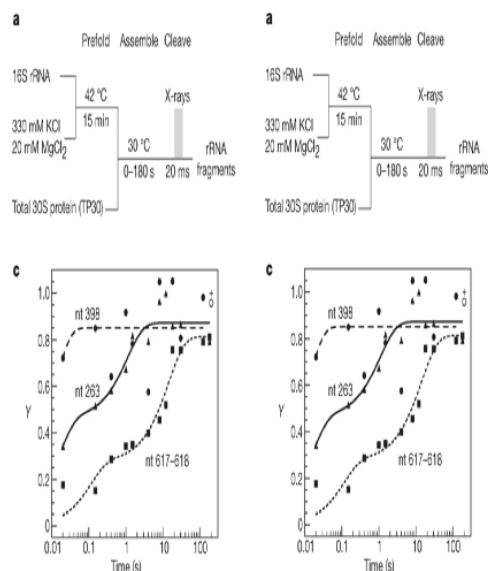 a
Prefold Assemble Cleave
16S rRNA
42 °C
X-rays
330 mM KCl
15 min
20 mM MgCl2
30 °C
rRNA
0–180 s
20 ms
fragments
Total 30S protein (TP30)
a
Prefold Assemble Cleave
16S rRNA
42 °C
X-rays
330 mM KCl
15 min
20 mM MgCl2
30 °C
rRNA
0–180 s
20 ms
fragments
Total 30S protein (TP30)
c
1.0
nt 398
0.8
0.6
nt 263
Y
0.4
nt 617–618
0.2
0
0.01 0.1 1 10 100
Time (s)
c
1.0
nt 398
0.8
0.6
nt 263
Y
0.4
nt 617–618
0.2
0
0.01 0.1 1 10 100
Time (s)